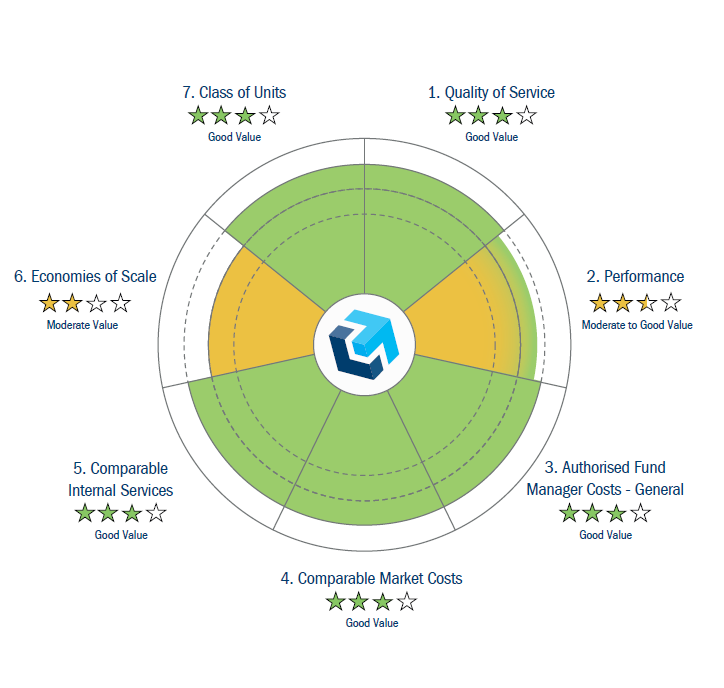 7. Class of Units
Good Value
1. Quality of Service
Good Value
6. Economies of Scale
Moderate Value
2. Performance
Moderate to Good Value
5. Comparable
Internal Services
Good Value
3. Authorised Fund
Manager Costs - General
Good Value
4. Comparable Market Costs
Good Value